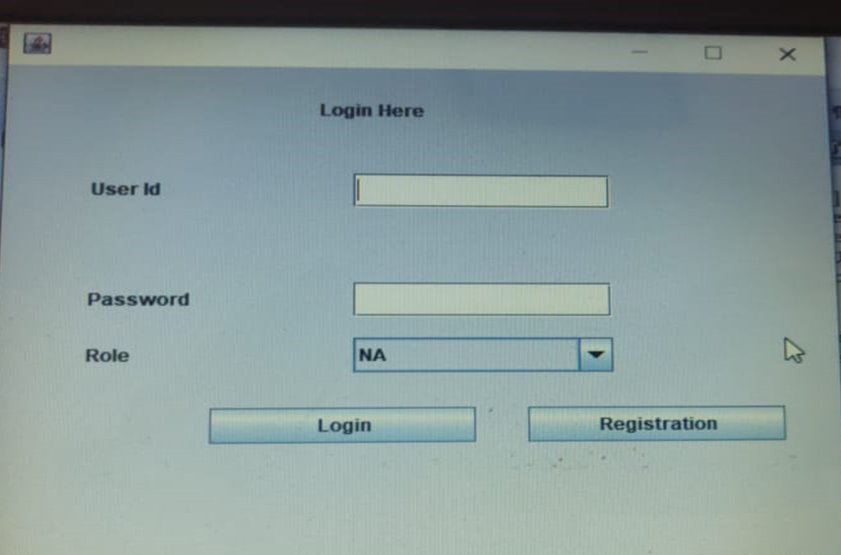 Login Here
User Id
Password
Role NA
Login Registration